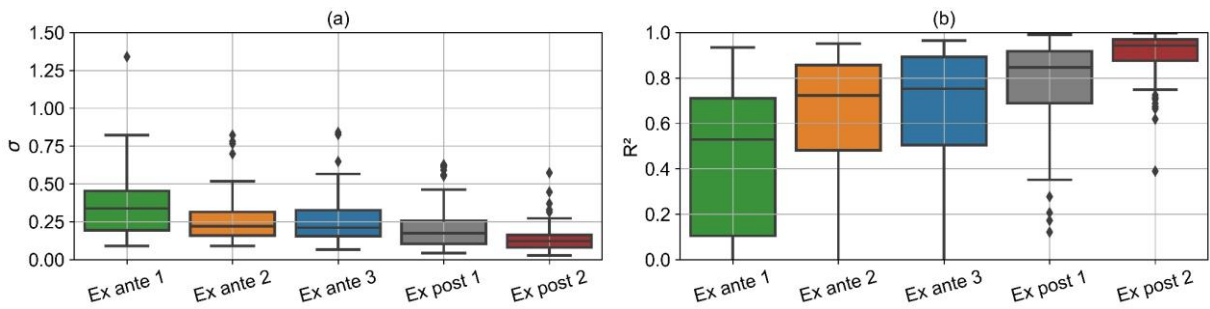 (a)
1.50
1.25
1.00
0.75
0.50
0.25
0.00
σ
Ex ante 1
Ex ante 2
Ex ante 3
Ex post 1
Ex post 2
(b)
1.0
0.8
0.6
0.4
0.2
0.0
R²
Ex ante 1
Ex ante 2
Ex ante 3
Ex post 1
Ex post 2